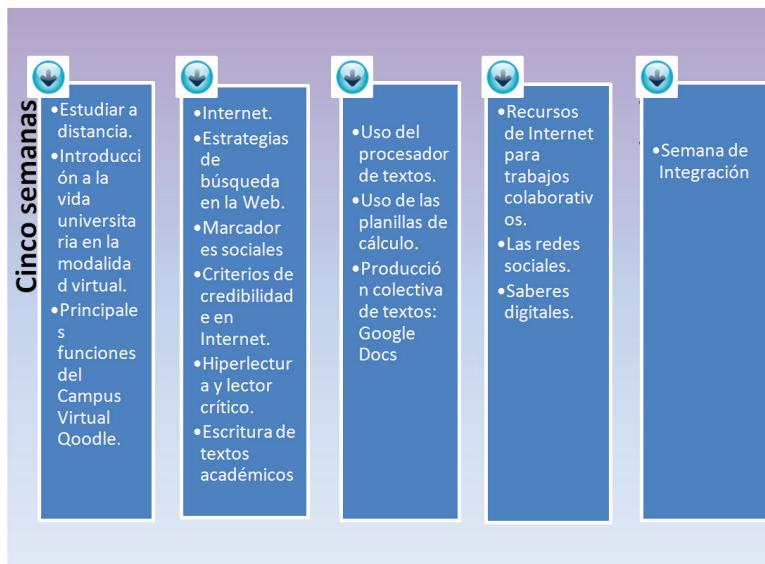 Cinco semanas
•Estudiar a
distancia.
•Introducci
ón a la
vida
universita
ria en la
modalida
d virtual.
•Principale
s
funciones
del
Campus
Virtual
Qoodle.
•Internet.
•Estrategias
de
búsqueda
en la Web.
•Marcador
es sociales
•Criterios de
credibilidad
e en
Internet.
•Hiperlectur
a y lector
crítico.
•Escritura de
textos
académicos
•Uso del
procesador
de textos.
•Uso de las
planillas de
cálculo.
•Producció
n colectiva
de textos:
Google
Docs
•Recursos
de Internet
para
trabajos
colaborativ
os.
•Las redes
sociales.
•Saberes
digitales.
•Semana de
Integración